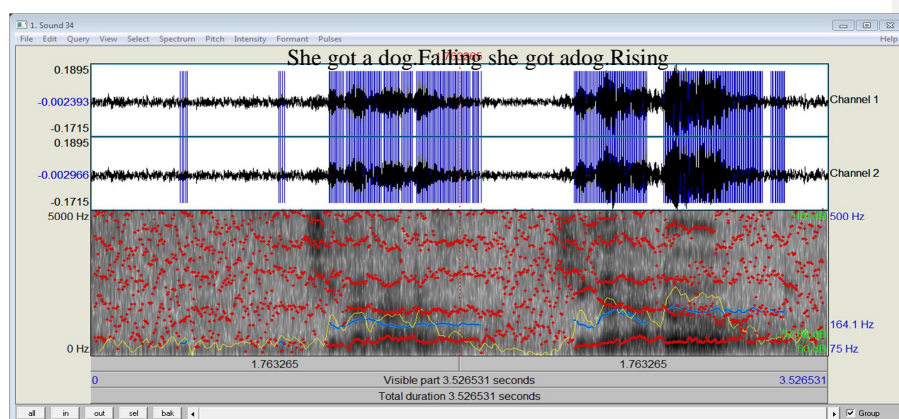 1. Sound 34
File Edit Query View Select Spectrum Pitch Intensity Formant Pulses Help
She got a dog.Falling she got adog.Rising
0.1895
-0.002393
Channel 1
-0.1715
0.1895
-0.002966
Channel 2
-0.1715
5000 Hz
500 Hz
164.1 Hz
0 Hz
75 Hz
1.763265 1.763265
0 Visible part 3.526531 seconds 3.526531
Total duration 3.526531 seconds
all in out sel bak Group